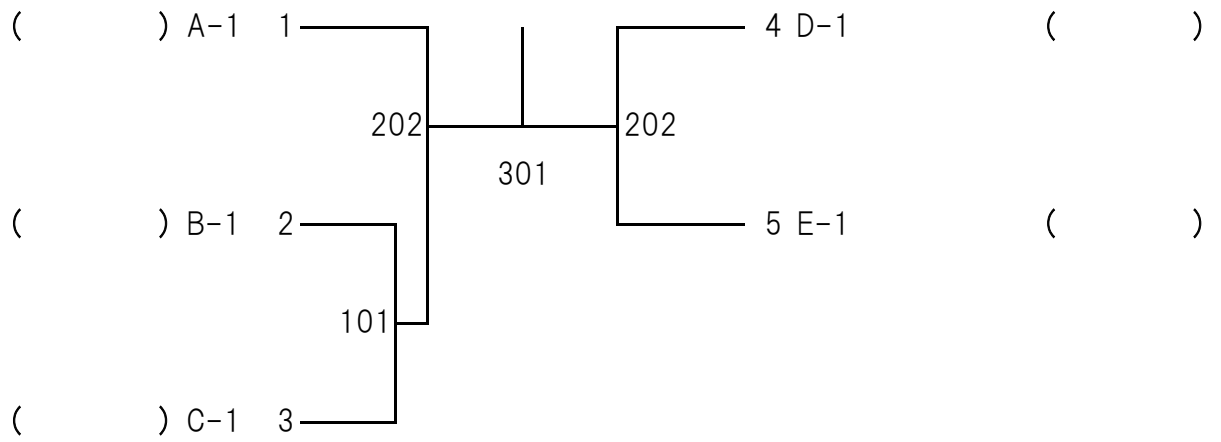 (　　　) A-1 1　4 D-1 (　　　)
202　202
301
(　　　) B-1 2　5 E-1 (　　　)
101
(　　　) C-1 3